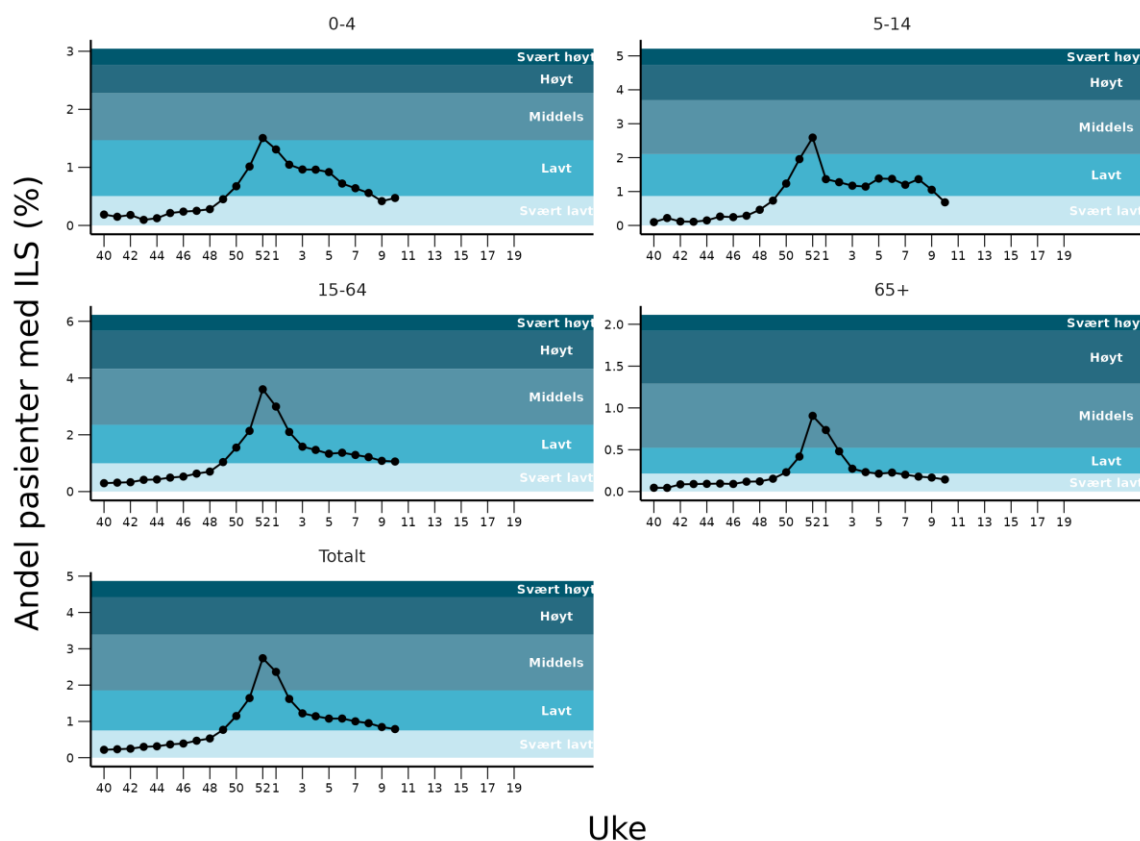 Andel pasienter med ILS (%)
0-4
3
2
1
0
Svært høyt
Høyt
Middels
Lavt
Svært lavt
40 42 44 46 48 50 52 1 3 5 7 9 11 13 15 17 19
5-14
5
4
3
2
1
0
Svært høy
Høyt
Middels
Lavt
Svært lavt
40 42 44 46 48 50 52 1 3 5 7 9 11 13 15 17 19
15-64
6
4
2
0
Svært høyt
Høyt
Middels
Lavt
Svært lavt
40 42 44 46 48 50 52 1 3 5 7 9 11 13 15 17 19
65+
2.0
1.5
1.0
0.5
0.0
Svært høy
Høyt
Middels
Lavt
Svært lavt
40 42 44 46 48 50 52 1 3 5 7 9 11 13 15 17 19
Totalt
5
4
3
2
1
0
Svært høyt
Høyt
Middels
Lavt
Svært lavt
40 42 44 46 48 50 52 1 3 5 7 9 11 13 15 17 19
Uke